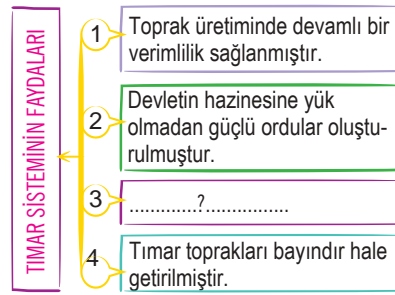 TIMAR SİSTEMİNİN FAYDALARI
1
Toprak üretiminde devamlı bir
verimlilik sağlanmıştır.
2
Devletin hazinesine yük
olmadan güçlü ordular oluştu-
rulmuştur.
3
.............?.................
4
Tımar toprakları bayındır hale
getirilmiştir.